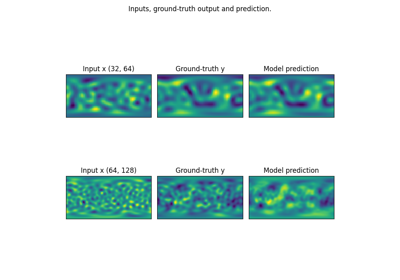 Inputs, ground-truth output and prediction.
Input x (32, 64) Ground-truth y Model prediction
Input x (64, 128) Ground-truth y Model prediction